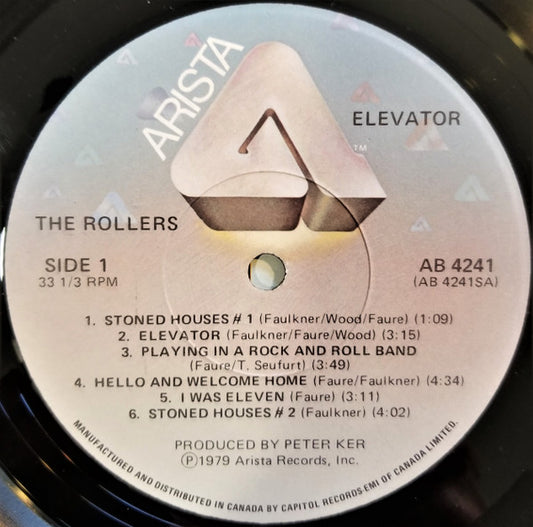 ARISTA
TM
ELEVATOR
THE ROLLERS
SIDE 1
33 1/3 RPM
AB 4241
(AB 4241SA)
1. STONED HOUSES # 1 (Faulkner/Wood/Faure) (1:09)
2. ELEVATOR (Faulkner/Faure/Wood) (3:15)
3. PLAYING IN A ROCK AND ROLL BAND
(Faure/T. Seufurt) (3:49)
4. HELLO AND WELCOME HOME (Faure/Faulkner) (4:34)
5. I WAS ELEVEN (Faure) (3:11)
6. STONED HOUSES # 2 (Faulkner) (4:02)
PRODUCED BY PETER KER
Ⓟ1979 Arista Records, Inc.
MANUFACTURED AND DISTRIBUTED IN CANADA BY CAPITOL RECORDS-EMI OF CANADA LIMITED.